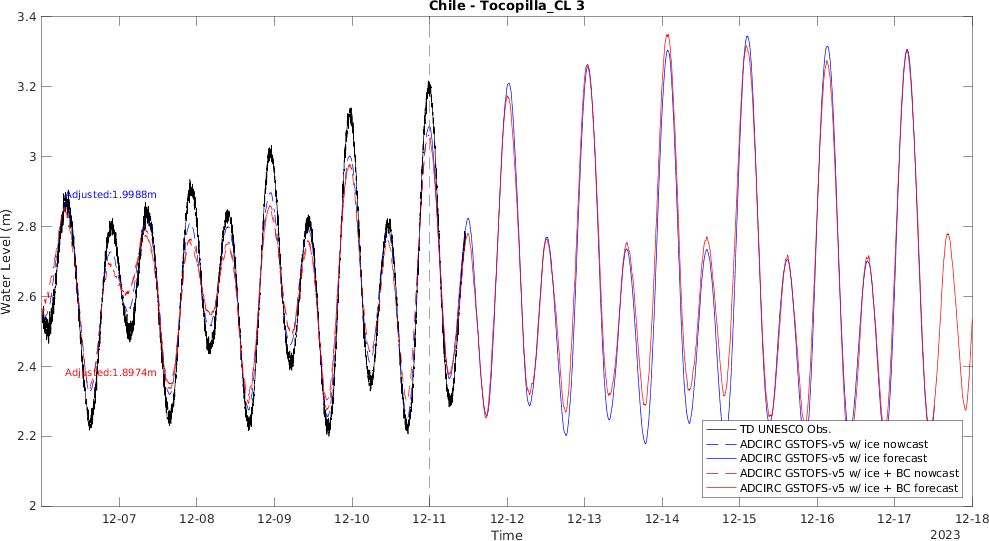 Chile - Tocopilla_CL 3
3.4
3.2
3
2.8
2.6
2.4
2.2
2
Water Level (m)
Adjusted:1.9988m
Adjusted:1.8974m
TD UNESCO Obs.
ADCIRC GSTOFS-v5 w/ ice nowcast
ADCIRC GSTOFS-v5 w/ ice forecast
ADCIRC GSTOFS-v5 w/ ice + BC nowcast
ADCIRC GSTOFS-v5 w/ ice + BC forecast
12-07 12-08 12-09 12-10 12-11 12-12 12-13 12-14 12-15 12-16 12-17 12-18
Time
2023